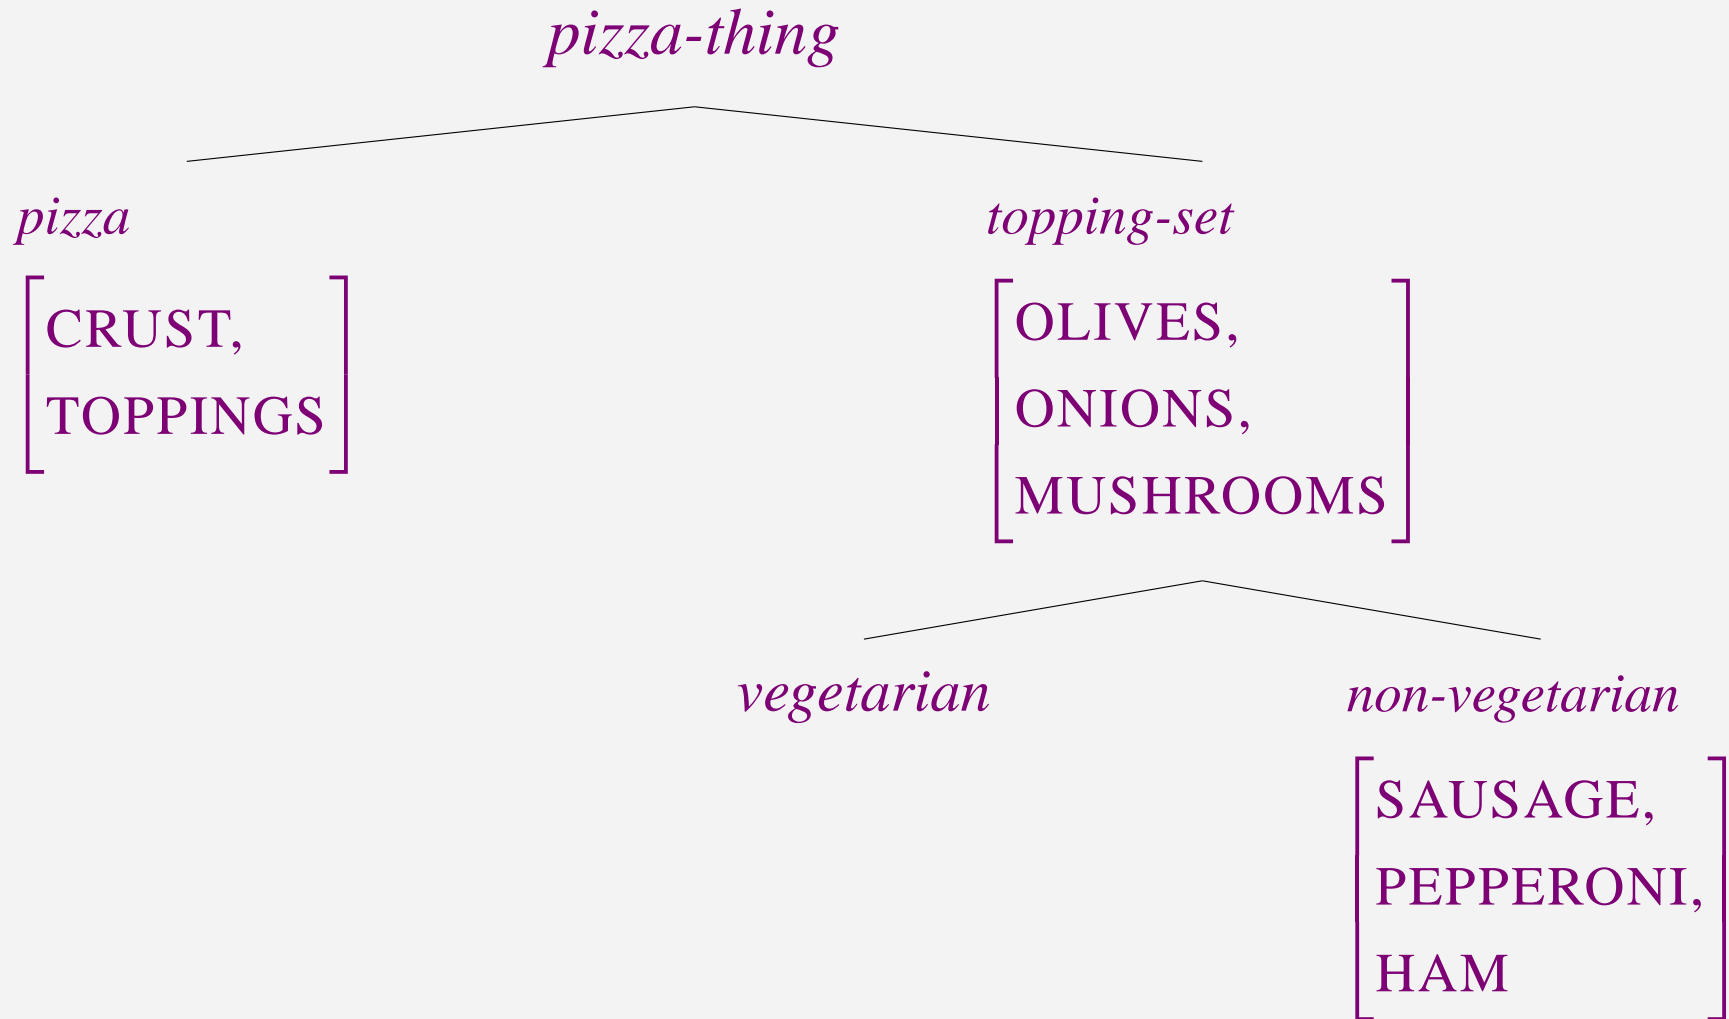 pizza-thing
pizza
CRUST,
TOPPINGS
topping-set
OLIVES,
ONIONS,
MUSHROOMS
vegetarian
non-vegetarian
SAUSAGE,
PEPPERONI,
HAM